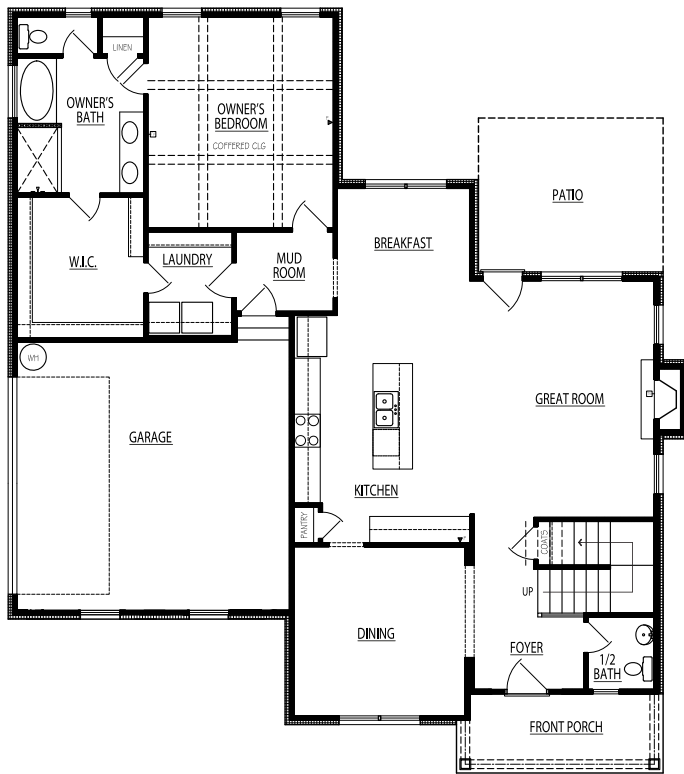 LINEN
OWNER'S
BATH
OWNER'S
BEDROOM
COFFERED CLG
PATIO
BREAKFAST
W.I.C.
LAUNDRY
MUD
ROOM
WH
GREAT ROOM
GARAGE
KITCHEN
PANTRY
COATS
UP
DINING
FOYER
1/2
BATH
FRONT PORCH